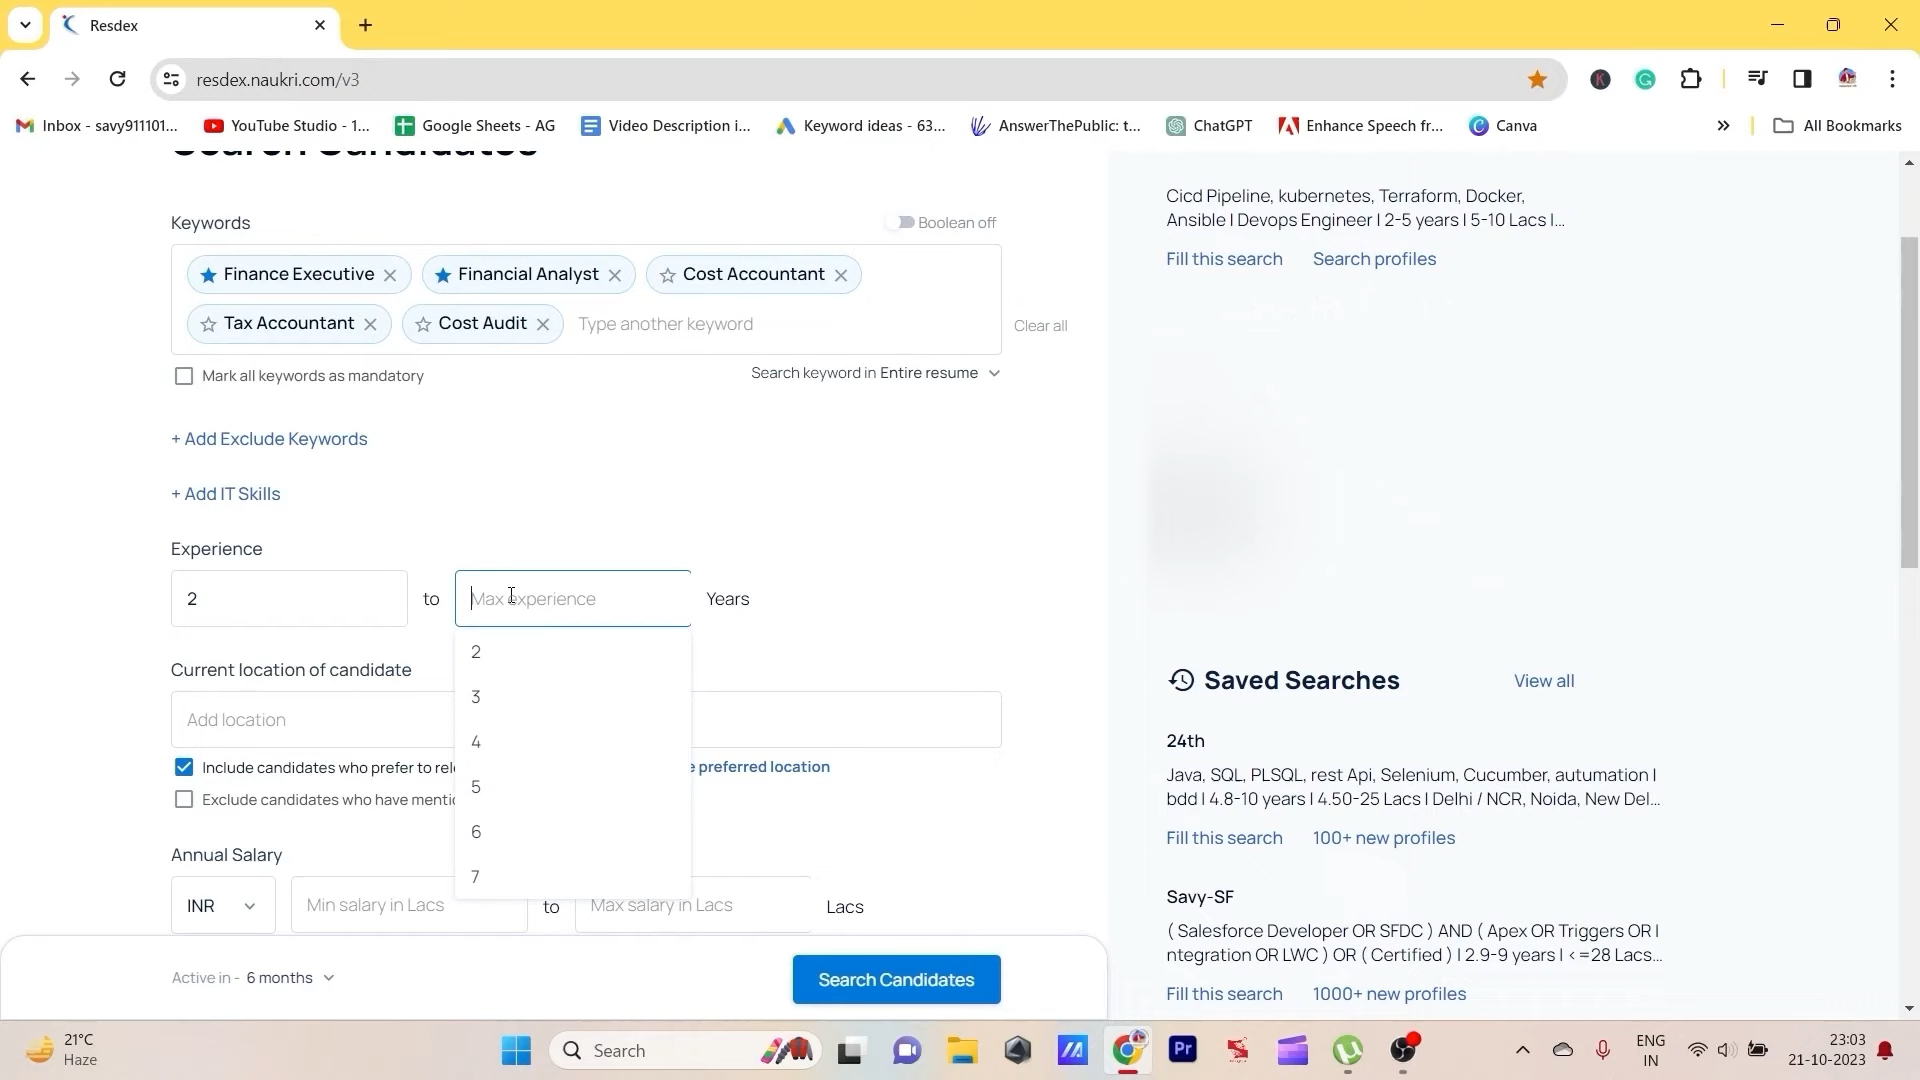 Resdex
resdex.naukri.com/v3
Inbox - savy911101...
YouTube Studio - 1...
Google Sheets - AG
Video Description i...
Keyword ideas - 63...
AnswerThePublic: t...
ChatGPT
Enhance Speech fr...
Canva
All Bookmarks
Search Candidates
Keywords
Boolean off
Finance Executive
Financial Analyst
Cost Accountant
Tax Accountant
Cost Audit
Type another keyword
Clear all
Mark all keywords as mandatory
Search keyword in Entire resume
+ Add Exclude Keywords
+ Add IT Skills
Experience
2
to
Max experience
Years
2
3
4
5
6
7
Current location of candidate
Add location
Include candidates who prefer to rel
e preferred location
Exclude candidates who have menti
Annual Salary
INR
Min salary in Lacs
to
Max salary in Lacs
Lacs
Active in - 6 months
Search Candidates
Cicd Pipeline, kubernetes, Terraform, Docker,
Ansible | Devops Engineer | 2-5 years | 5-10 Lacs |...
Fill this search
Search profiles
Saved Searches
View all
24th
Java, SQL, PLSQL, rest Api, Selenium, Cucumber, autumation |
bdd | 4.8-10 years | 4.50-25 Lacs | Delhi / NCR, Noida, New Del...
Fill this search
100+ new profiles
Savy-SF
( Salesforce Developer OR SFDC ) AND ( Apex OR Triggers OR I
ntegration OR LWC ) OR ( Certified ) | 2.9-9 years | <=28 Lacs...
Fill this search
1000+ new profiles
21°C
Haze
Search
Pr
ENG
IN
23:03
21-10-2023